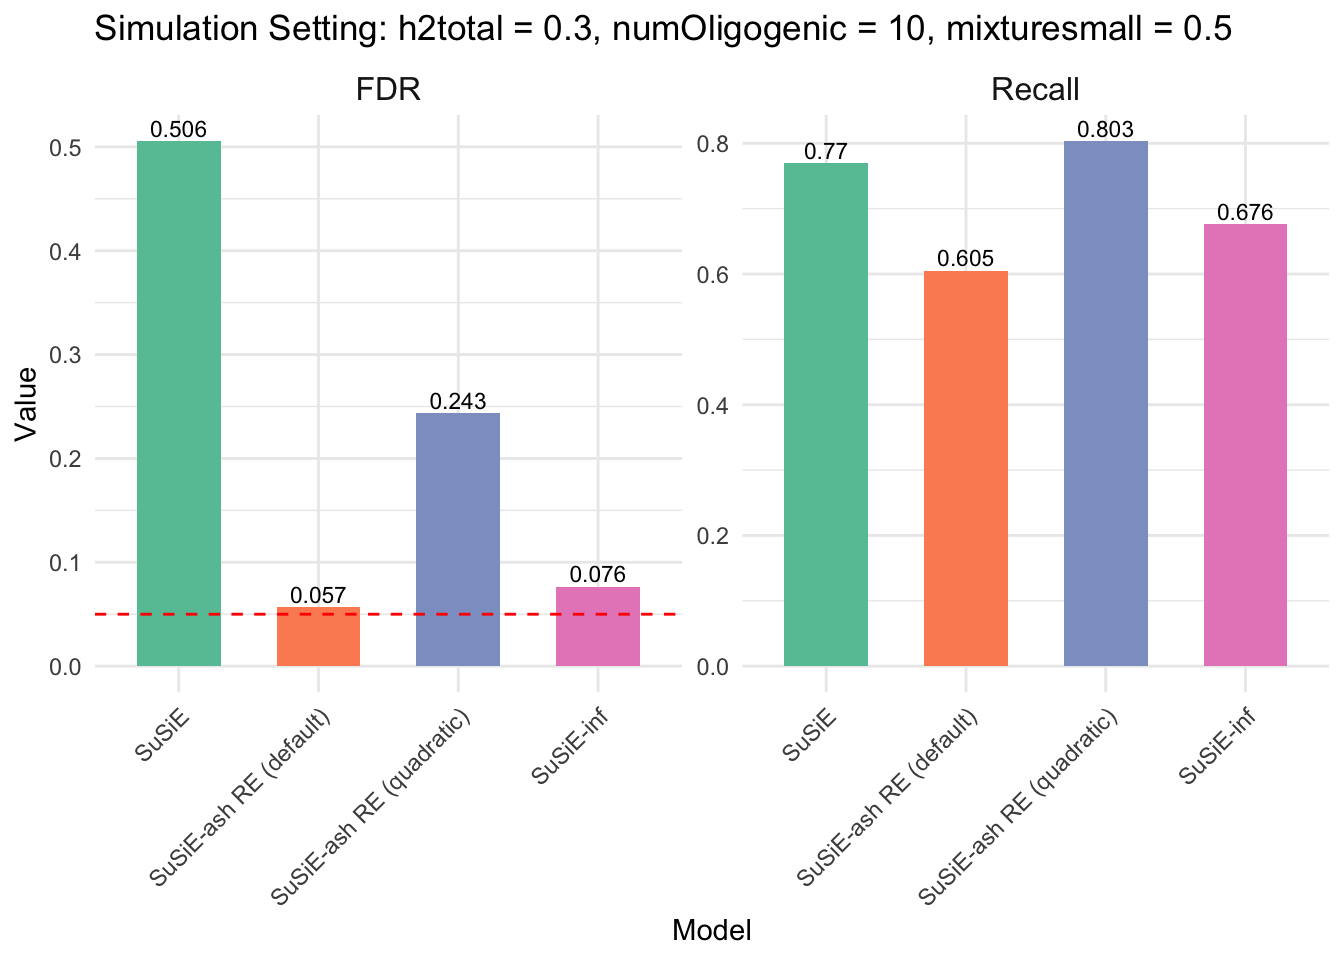 Simulation Setting: h2total = 0.3, numOligogenic = 10, mixturesmall = 0.5
FDR
Recall
Value
0.5
0.4
0.3
0.2
0.1
0.0
0.506
0.057
0.243
0.076
0.8
0.6
0.4
0.2
0.0
0.77
0.605
0.803
0.676
SuSiE
SuSiE-ash RE (default)
SuSiE-ash RE (quadratic)
SuSiE-inf
SuSiE
SuSiE-ash RE (default)
SuSiE-ash RE (quadratic)
SuSiE-inf
Model